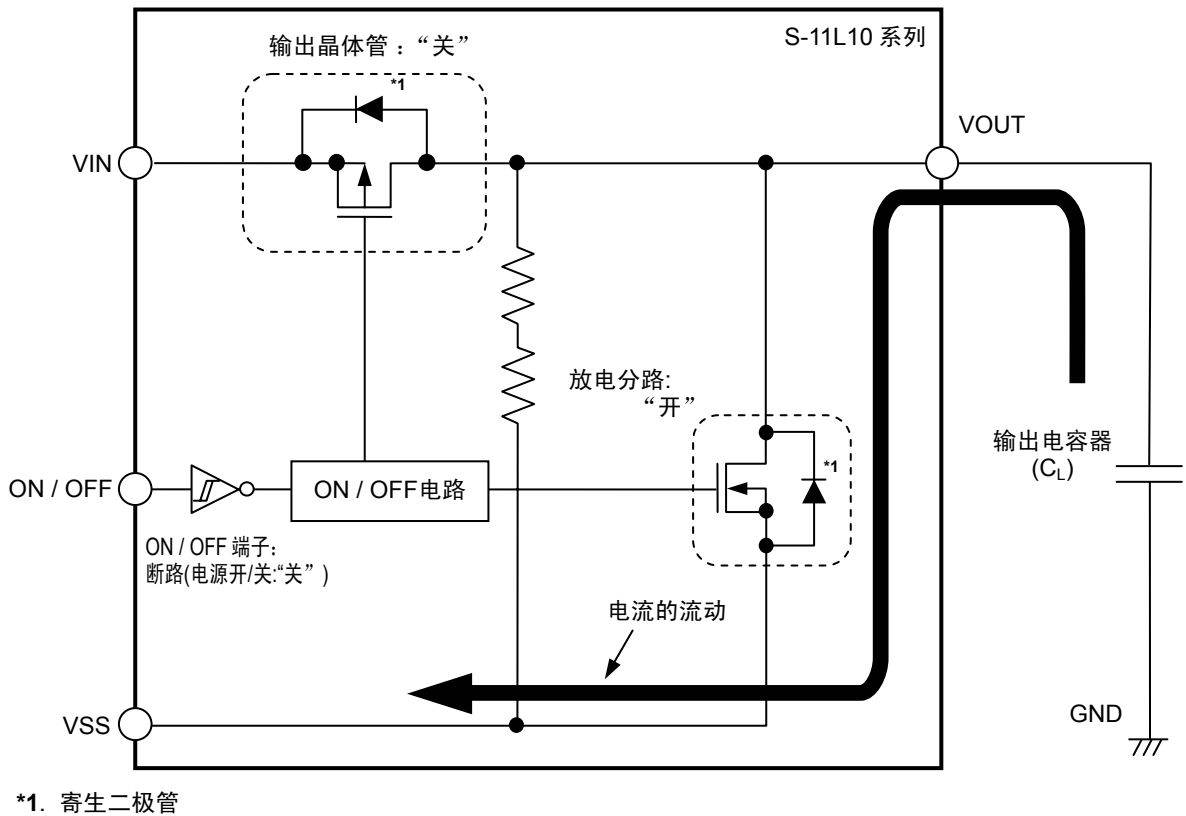 输出晶体管：“关”
S-11L10 系列
*1
VOUT
VIN
放电分路:
“开”
*1
输出电容器
(CL)
ON / OFF
ON / OFF电路
ON / OFF 端子：
断路(电源开/关:“关”)
电流的流动
GND
VSS
*1. 寄生二极管